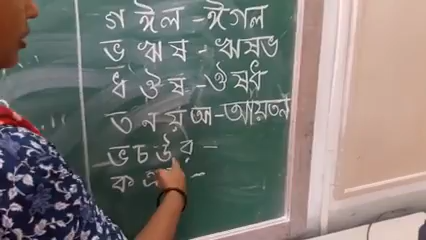 গ ঈ ল - ঈগল
ভ ঋ ষ - ঋষভ
ধ ঔ ষ - ঔষধ
ত ন য় আ - আয়তন
ভ চ উ র -
ক